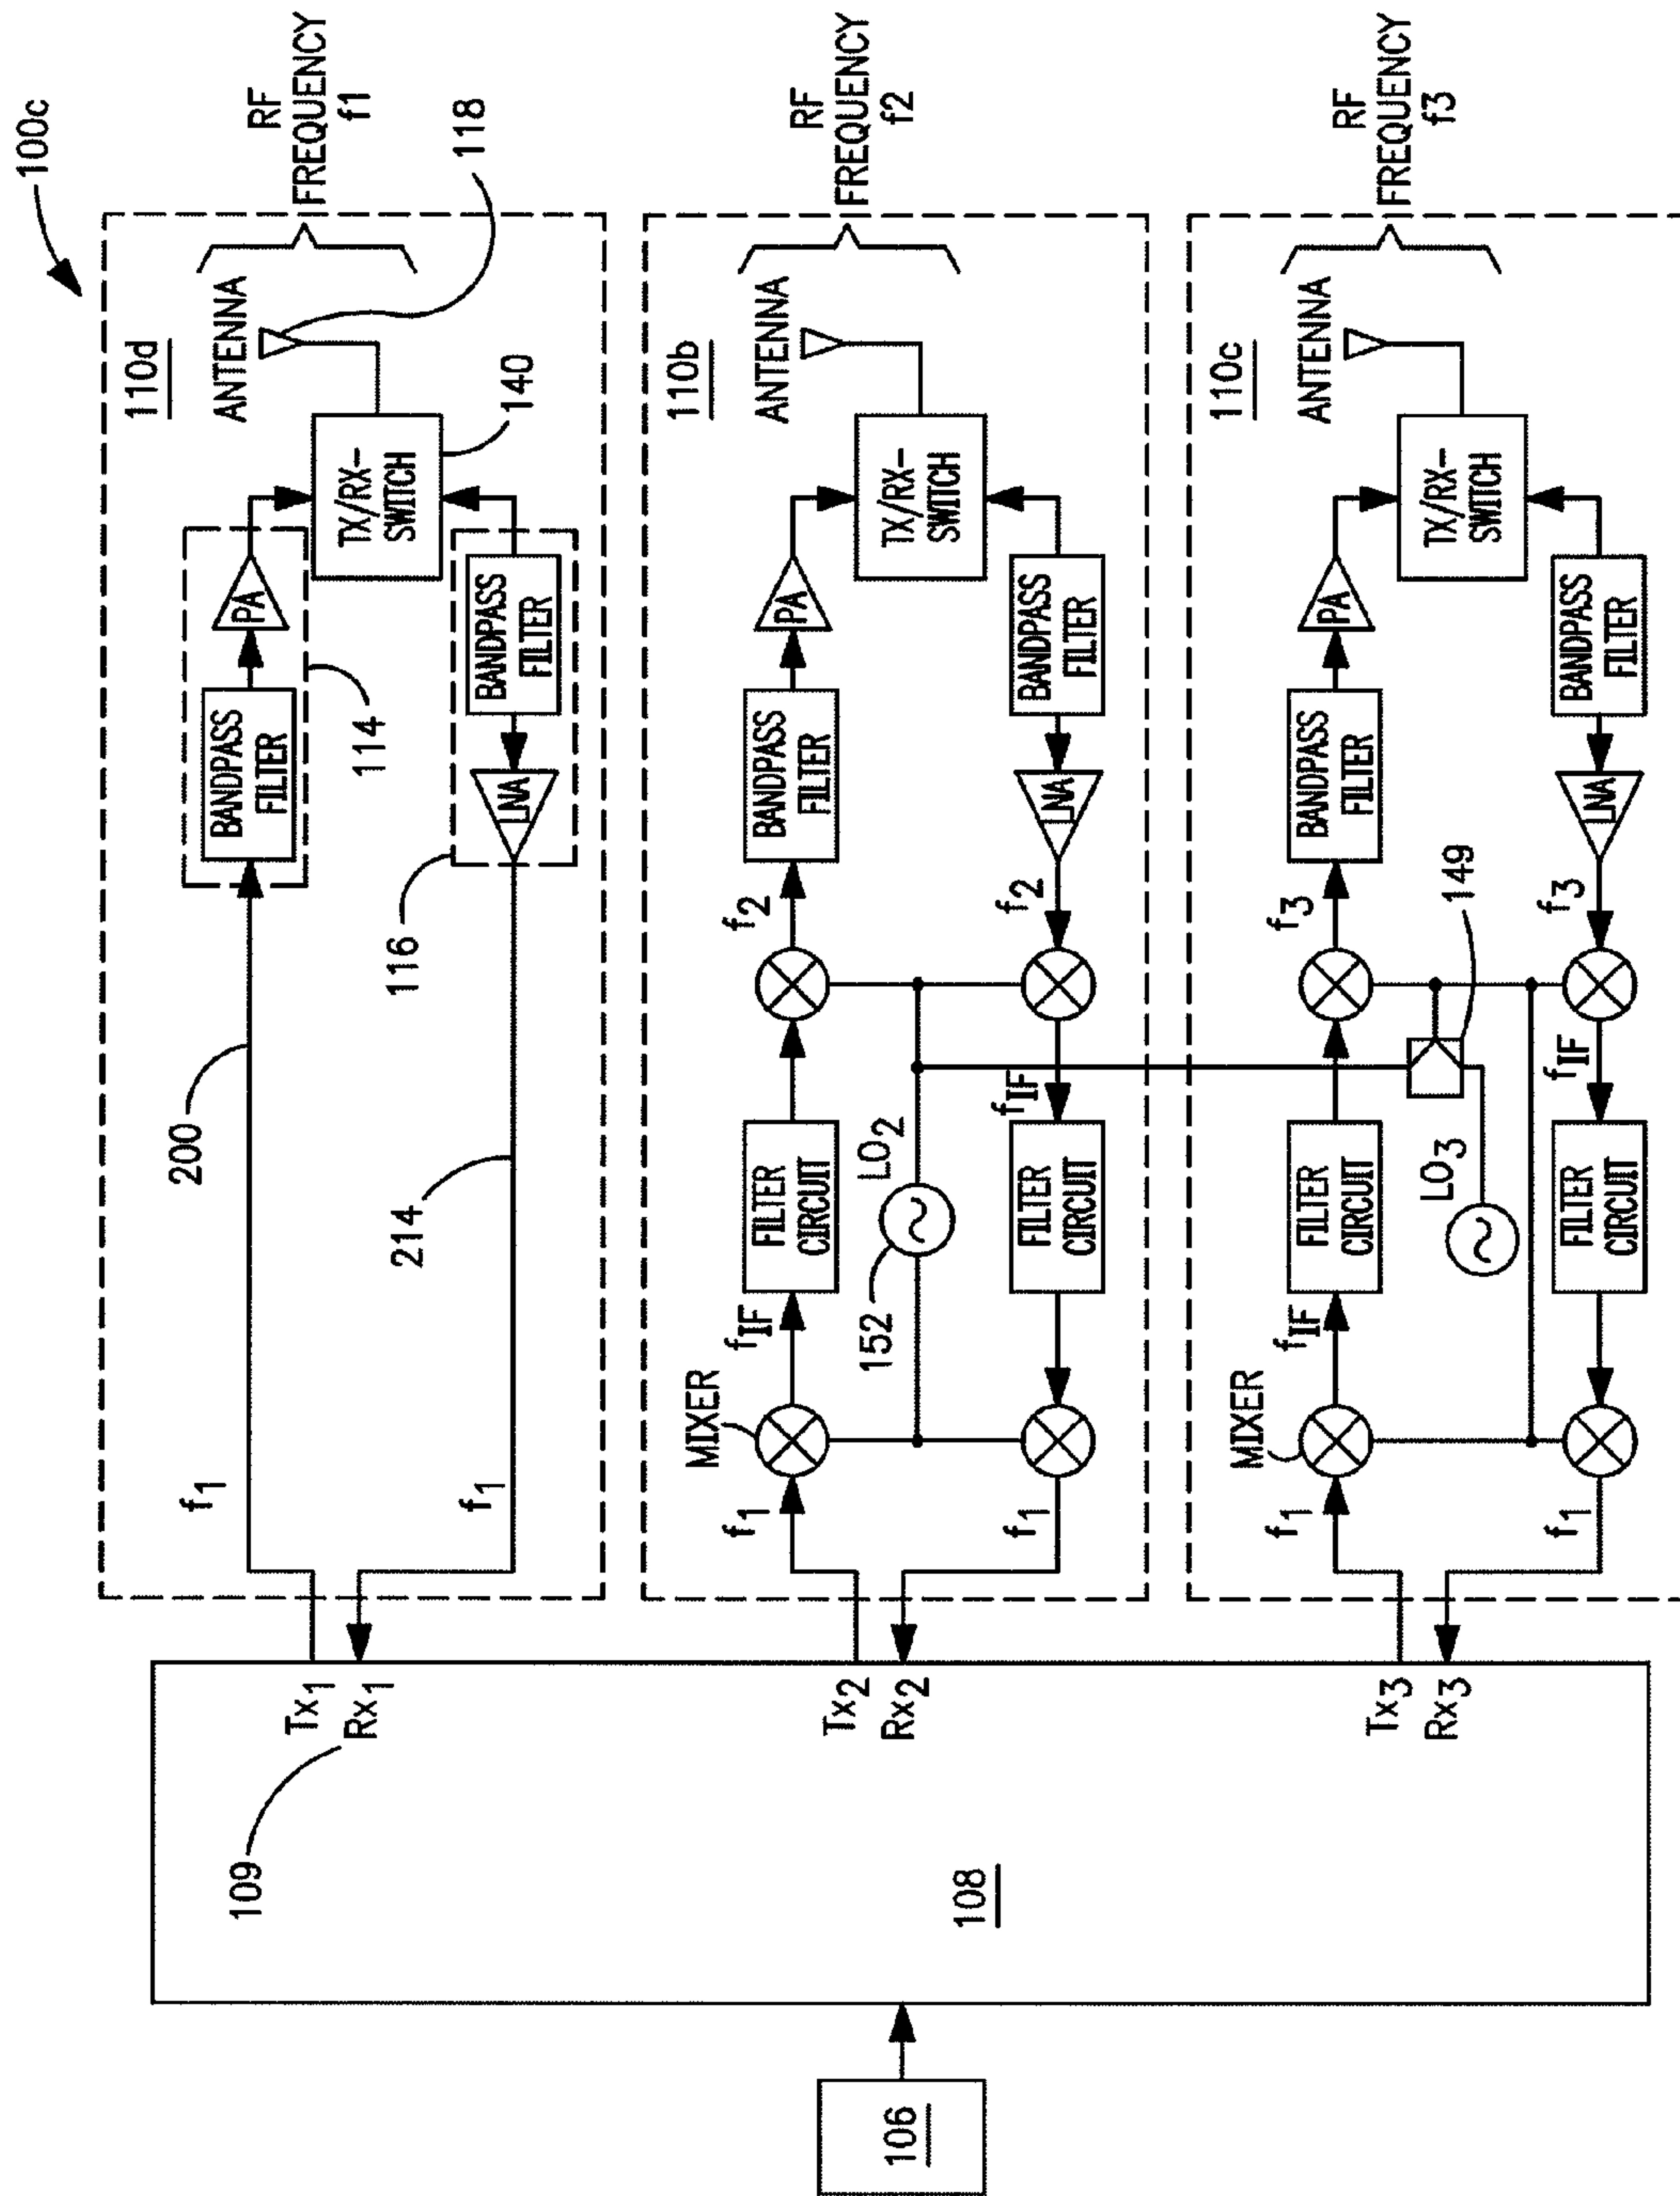 100c
110d
ANTENNA
RF
FREQUENCY
f1
118
140
TX/RX-
SWITCH
PA
BANDPASS
FILTER
114
BANDPASS
FILTER
LNA
116
200
214
f1
f1
110b
ANTENNA
RF
FREQUENCY
f2
TX/RX-
SWITCH
PA
BANDPASS
FILTER
BANDPASS
FILTER
LNA
f2
f2
FILTER
CIRCUIT
LO2
152
fIF
FILTER
CIRCUIT
fIF
MIXER
f1
f1
110c
ANTENNA
RF
FREQUENCY
f3
TX/RX-
SWITCH
PA
BANDPASS
FILTER
BANDPASS
FILTER
LNA
f3
f3
149
fIF
FILTER
CIRCUIT
LO3
FILTER
CIRCUIT
fIF
MIXER
f1
f1
Tx1
Rx1
109
Tx2
Rx2
Tx3
Rx3
108
106